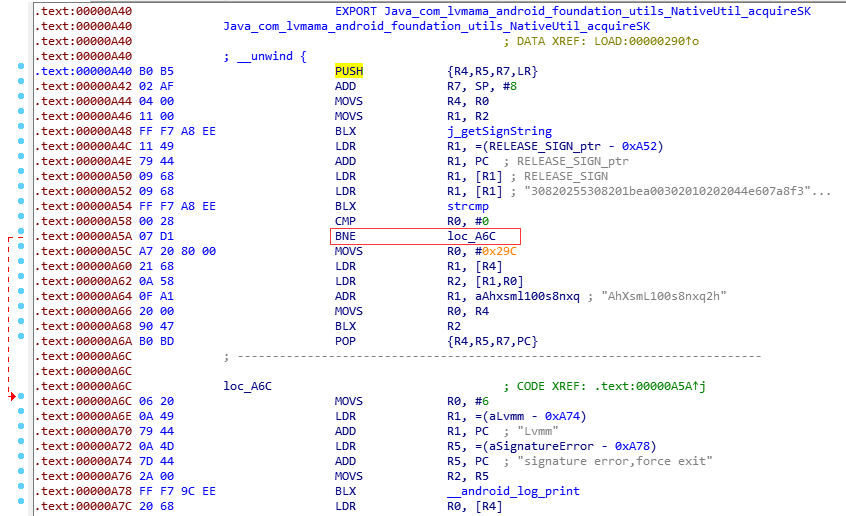 .text:00000A40 EXPORT Java_com_lvmama_android_foundation_utils_NativeUtil_acquireSK
.text:00000A40 Java_com_lvmama_android_foundation_utils_NativeUtil_acquireSK
.text:00000A40 ; DATA XREF: LOAD:00000290↑o
.text:00000A40 ; __unwind {
.text:00000A40 B0 B5 PUSH {R4,R5,R7,LR}
.text:00000A42 02 AF ADD R7, SP, #8
.text:00000A44 04 00 MOVS R4, R0
.text:00000A46 11 00 MOVS R1, R2
.text:00000A48 FF F7 A8 EE BLX j_getSignString
.text:00000A4C 11 49 LDR R1, =(RELEASE_SIGN_ptr - 0xA52)
.text:00000A4E 79 44 ADD R1, PC ; RELEASE_SIGN_ptr
.text:00000A50 09 68 LDR R1, [R1] ; RELEASE_SIGN
.text:00000A52 09 68 LDR R1, [R1] ; "30820255308201bea00302010202044e607a8f3"...
.text:00000A54 FF F7 A8 EE BLX strcmp
.text:00000A58 00 28 CMP R0, #0
.text:00000A5A 07 D1 BNE loc_A6C
.text:00000A5C A7 20 80 00 MOVS R0, #0x29C
.text:00000A60 21 68 LDR R1, [R4]
.text:00000A62 0A 58 LDR R2, [R1,R0]
.text:00000A64 0F A1 ADR R1, aAhxsml100s8nxq ; "AhXsmL100s8nxq2h"
.text:00000A66 20 00 MOVS R0, R4
.text:00000A68 90 47 BLX R2
.text:00000A6A B0 BD POP {R4,R5,R7,PC}
.text:00000A6C ; ---------------------------------------------------------------------------
.text:00000A6C
.text:00000A6C loc_A6C ; CODE XREF: .text:00000A5A↑j
.text:00000A6C 06 20 MOVS R0, #6
.text:00000A6E 0A 49 LDR R1, =(aLvmm - 0xA74)
.text:00000A70 79 44 ADD R1, PC ; "Lvmm"
.text:00000A72 0A 4D LDR R5, =(aSignatureError - 0xA78)
.text:00000A74 7D 44 ADD R5, PC ; "signature error,force exit"
.text:00000A76 2A 00 MOVS R2, R5
.text:00000A78 FF F7 9C EE BLX __android_log_print
.text:00000A7C 20 68 LDR R0, [R4]